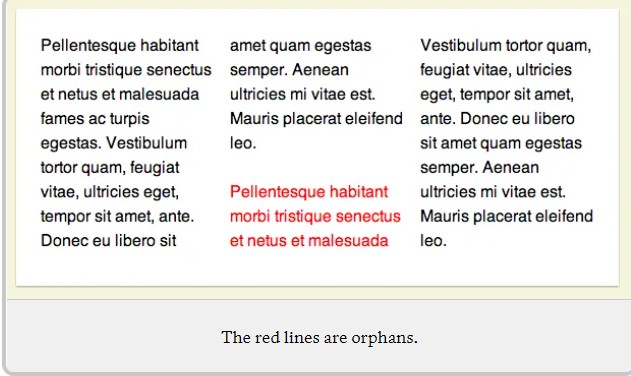 Pellentesque habitant
morbi tristique senectus
et netus et malesuada
fames ac turpis
egestas. Vestibulum
tortor quam, feugiat
vitae, ultricies eget,
tempor sit amet, ante.
Donec eu libero sit
amet quam egestas
semper. Aenean
ultricies mi vitae est.
Mauris placerat eleifend
leo.
Pellentesque habitant
morbi tristique senectus
et netus et malesuada
Vestibulum tortor quam,
feugiat vitae, ultricies
eget, tempor sit amet,
ante. Donec eu libero
sit amet quam egestas
semper. Aenean
ultricies mi vitae est.
Mauris placerat eleifend
leo.
The red lines are orphans.